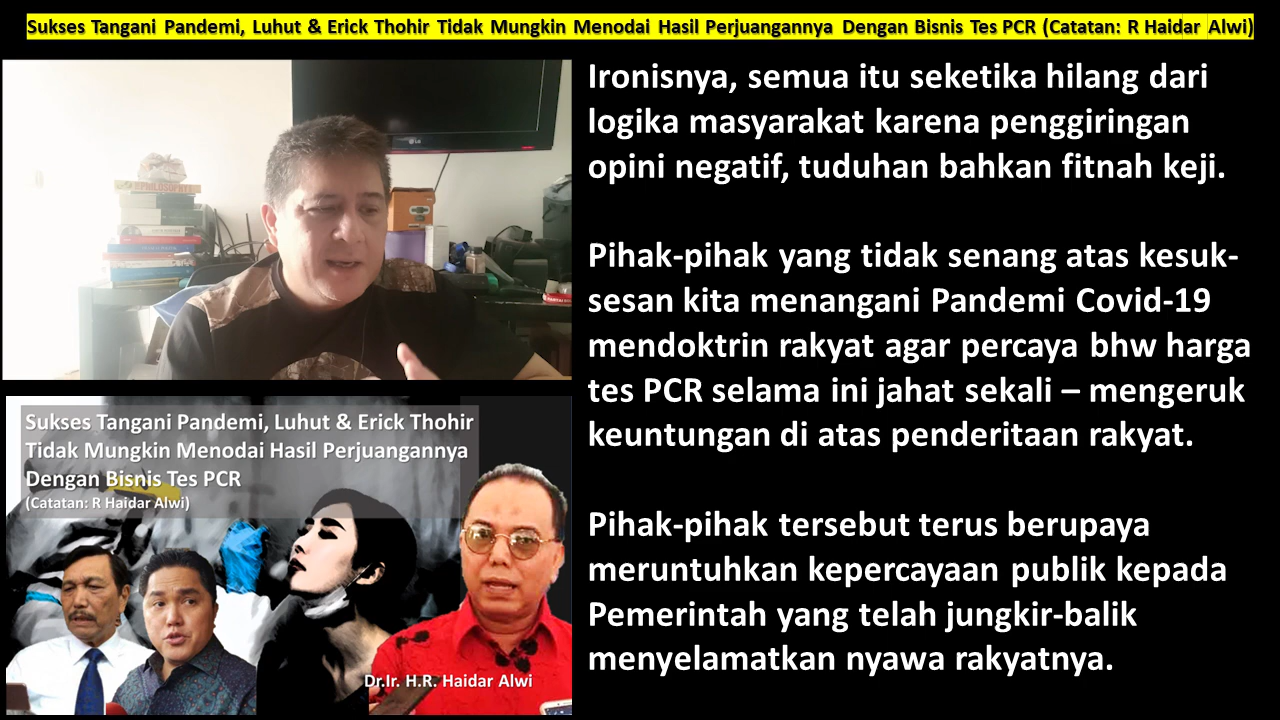 Sukses Tangani Pandemi, Luhut & Erick Thohir Tidak Mungkin Menodai Hasil Perjuangannya Dengan Bisnis Tes PCR (Catatan: R Haidar Alwi)
LG
PHILOSOPHY
Sukses Tangani Pandemi, Luhut & Erick Thohir
Tidak Mungkin Menodai Hasil Perjuangannya
Dengan Bisnis Tes PCR
(Catatan: R Haidar Alwi)
Dr.Ir. H.R. Haidar Alwi
Ironisnya, semua itu seketika hilang dari
logika masyarakat karena penggiringan
opini negatif, tuduhan bahkan fitnah keji.
Pihak-pihak yang tidak senang atas kesuk-
sesan kita menangani Pandemi Covid-19
mendoktrin rakyat agar percaya bhw harga
tes PCR selama ini jahat sekali – mengeruk
keuntungan di atas penderitaan rakyat.
Pihak-pihak tersebut terus berupaya
meruntuhkan kepercayaan publik kepada
Pemerintah yang telah jungkir-balik
menyelamatkan nyawa rakyatnya.